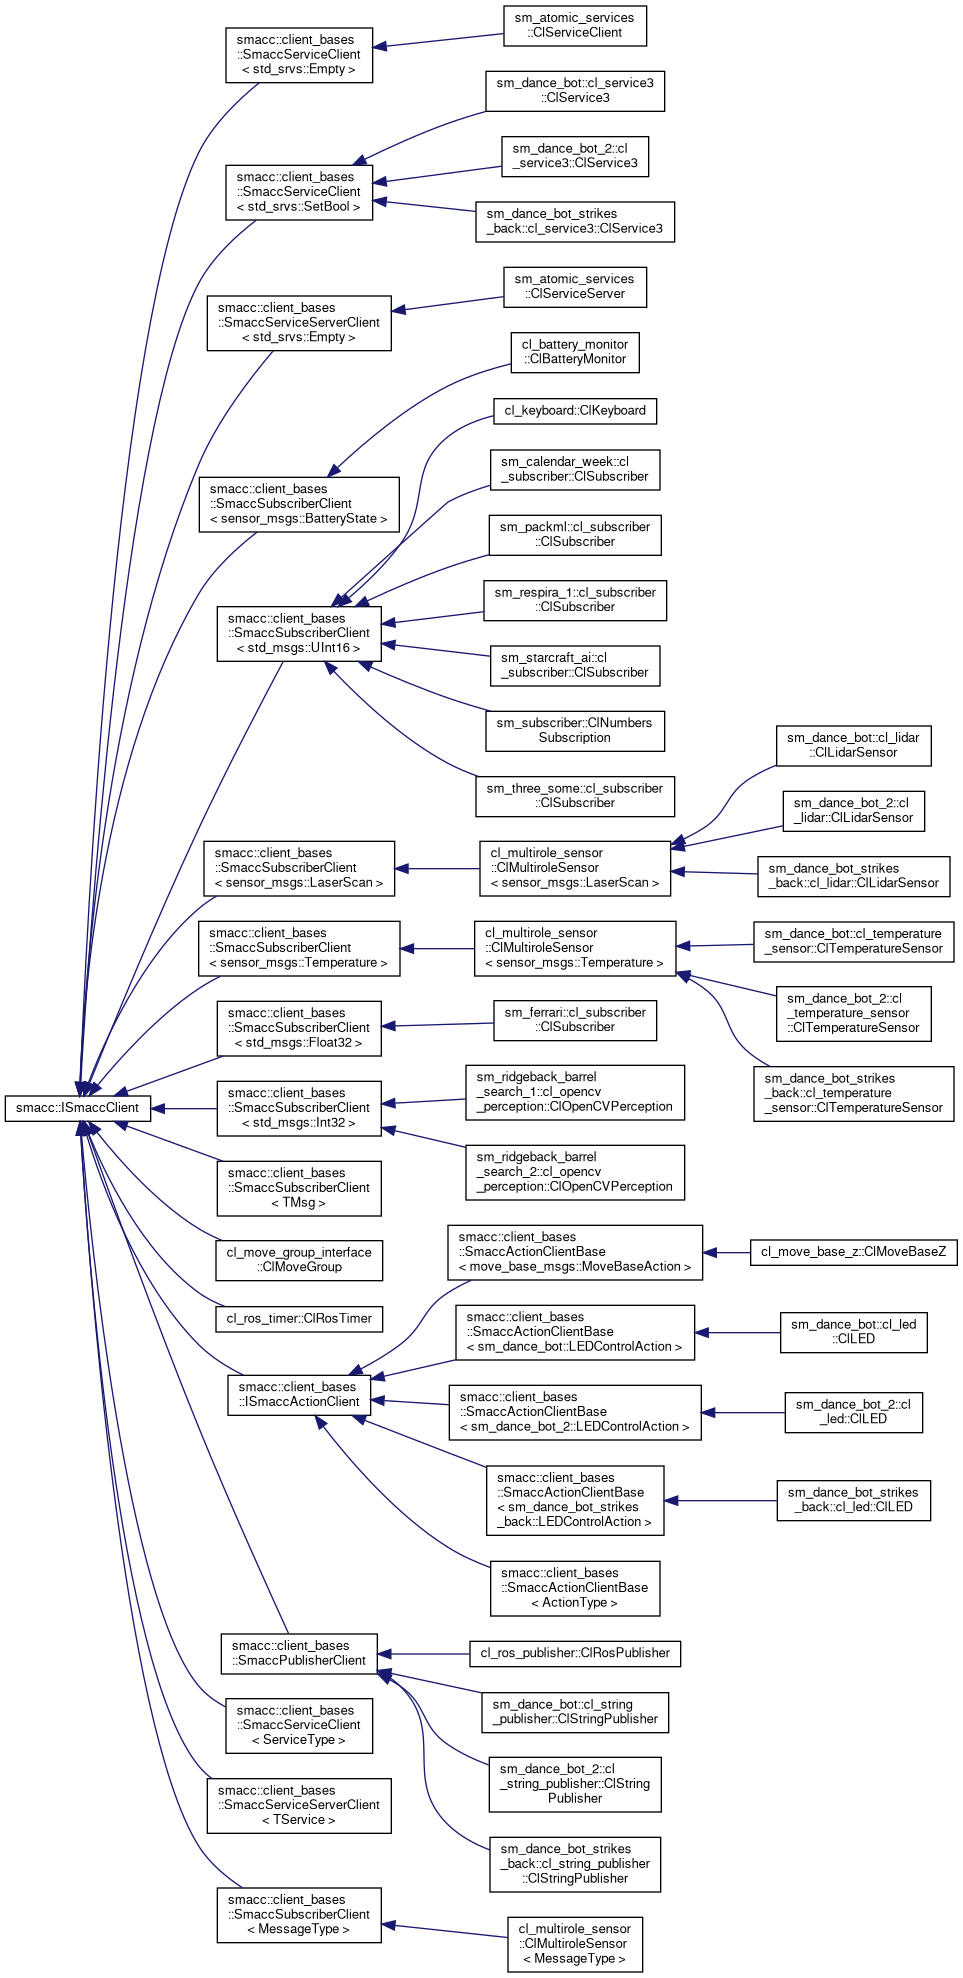 smacc::ISmaccClient
smacc::client_bases
::SmaccServiceClient
< std_srvs::Empty >
sm_atomic_services
::ClServiceClient
smacc::client_bases
::SmaccServiceClient
< std_srvs::SetBool >
sm_dance_bot::cl_service3
::ClService3
sm_dance_bot_2::cl
_service3::ClService3
sm_dance_bot_strikes
_back::cl_service3::ClService3
smacc::client_bases
::SmaccServiceServerClient
< std_srvs::Empty >
sm_atomic_services
::ClServiceServer
smacc::client_bases
::SmaccSubscriberClient
< sensor_msgs::BatteryState >
cl_battery_monitor
::ClBatteryMonitor
smacc::client_bases
::SmaccSubscriberClient
< std_msgs::UInt16 >
cl_keyboard::ClKeyboard
sm_calendar_week::cl
_subscriber::ClSubscriber
sm_packml::cl_subscriber
::ClSubscriber
sm_respira_1::cl_subscriber
::ClSubscriber
sm_starcraft_ai::cl
_subscriber::ClSubscriber
sm_subscriber::ClNumbers
Subscription
sm_three_some::cl_subscriber
::ClSubscriber
smacc::client_bases
::SmaccSubscriberClient
< sensor_msgs::LaserScan >
cl_multirole_sensor
::ClMultiroleSensor
< sensor_msgs::LaserScan >
sm_dance_bot::cl_lidar
::ClLidarSensor
sm_dance_bot_2::cl
_lidar::ClLidarSensor
sm_dance_bot_strikes
_back::cl_lidar::ClLidarSensor
smacc::client_bases
::SmaccSubscriberClient
< sensor_msgs::Temperature >
cl_multirole_sensor
::ClMultiroleSensor
< sensor_msgs::Temperature >
sm_dance_bot::cl_temperature
_sensor::ClTemperatureSensor
sm_dance_bot_2::cl
_temperature_sensor
::ClTemperatureSensor
sm_dance_bot_strikes
_back::cl_temperature
_sensor::ClTemperatureSensor
smacc::client_bases
::SmaccSubscriberClient
< std_msgs::Float32 >
sm_ferrari::cl_subscriber
::ClSubscriber
smacc::client_bases
::SmaccSubscriberClient
< std_msgs::Int32 >
sm_ridgeback_barrel
_search_1::cl_opencv
_perception::ClOpenCVPerception
sm_ridgeback_barrel
_search_2::cl_opencv
_perception::ClOpenCVPerception
smacc::client_bases
::SmaccSubscriberClient
< TMsg >
cl_move_group_interface
::ClMoveGroup
cl_ros_timer::ClRosTimer
smacc::client_bases
::ISmaccActionClient
smacc::client_bases
::SmaccActionClientBase
< move_base_msgs::MoveBaseAction >
cl_move_base_z::ClMoveBaseZ
smacc::client_bases
::SmaccActionClientBase
< sm_dance_bot::LEDControlAction >
sm_dance_bot::cl_led
::ClLED
smacc::client_bases
::SmaccActionClientBase
< sm_dance_bot_2::LEDControlAction >
sm_dance_bot_2::cl
_led::ClLED
smacc::client_bases
::SmaccActionClientBase
< sm_dance_bot_strikes
_back::LEDControlAction >
sm_dance_bot_strikes
_back::cl_led::ClLED
smacc::client_bases
::SmaccActionClientBase
< ActionType >
smacc::client_bases
::SmaccPublisherClient
cl_ros_publisher::ClRosPublisher
sm_dance_bot::cl_string
_publisher::ClStringPublisher
sm_dance_bot_2::cl
_string_publisher::ClString
Publisher
sm_dance_bot_strikes
_back::cl_string_publisher
::ClStringPublisher
smacc::client_bases
::SmaccServiceClient
< ServiceType >
smacc::client_bases
::SmaccServiceServerClient
< TService >
smacc::client_bases
::SmaccSubscriberClient
< MessageType >
cl_multirole_sensor
::ClMultiroleSensor
< MessageType >